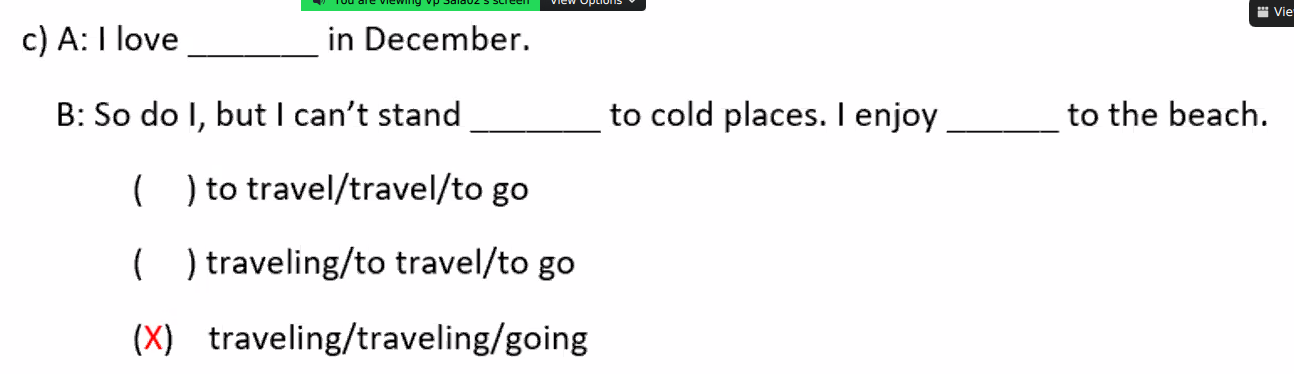 You are viewing Vp Sala02's screen View Options
Vie
c) A: I love _______ in December.
B: So do I, but I can't stand _______ to cold places. I enjoy ______ to the beach.
( ) to travel/travel/to go
( ) traveling/to travel/to go
(X) traveling/traveling/going